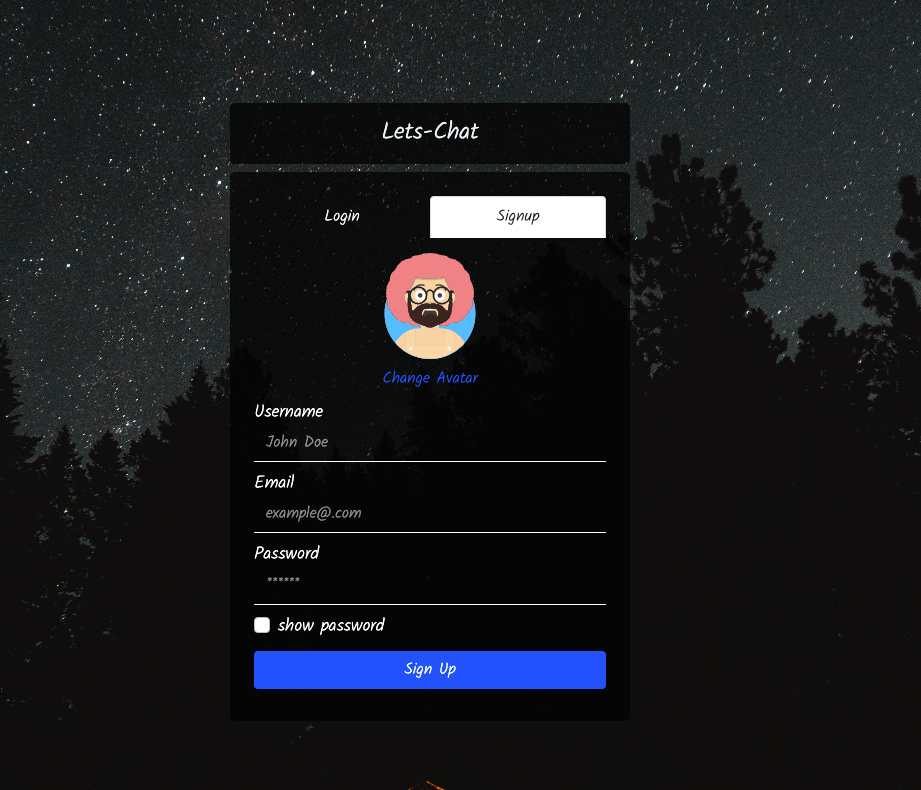 Lets-Chat
Login
Signup
Change Avatar
Username
John Doe
Email
example@.com
Password
******
show password
Sign Up